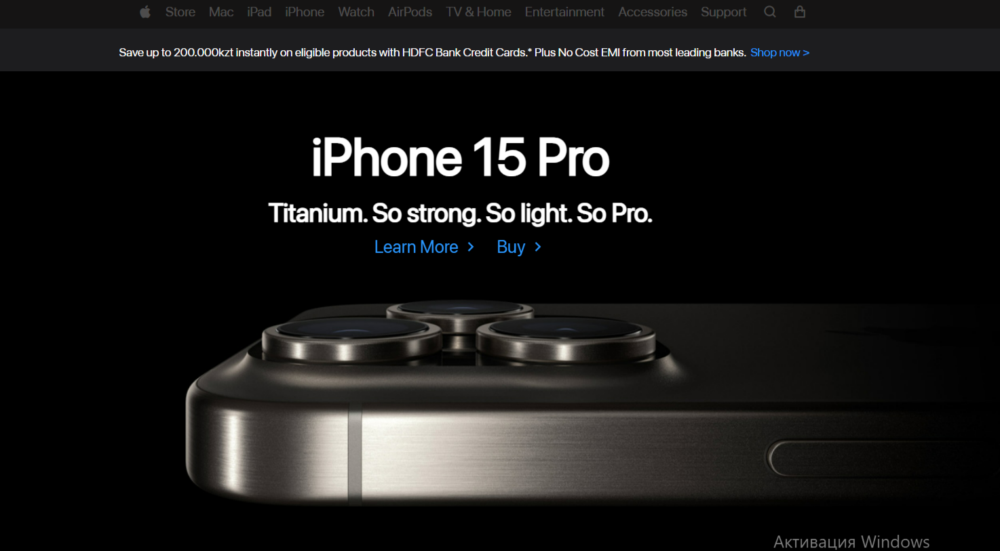 Store Mac iPad iPhone Watch AirPods TV & Home Entertainment Accessories Support
Save up to 200.000kzt instantly on eligible products with HDFC Bank Credit Cards.* Plus No Cost EMI from most leading banks. Shop now >
iPhone 15 Pro
Titanium. So strong. So light. So Pro.
Learn More > Buy >
Активация Windows